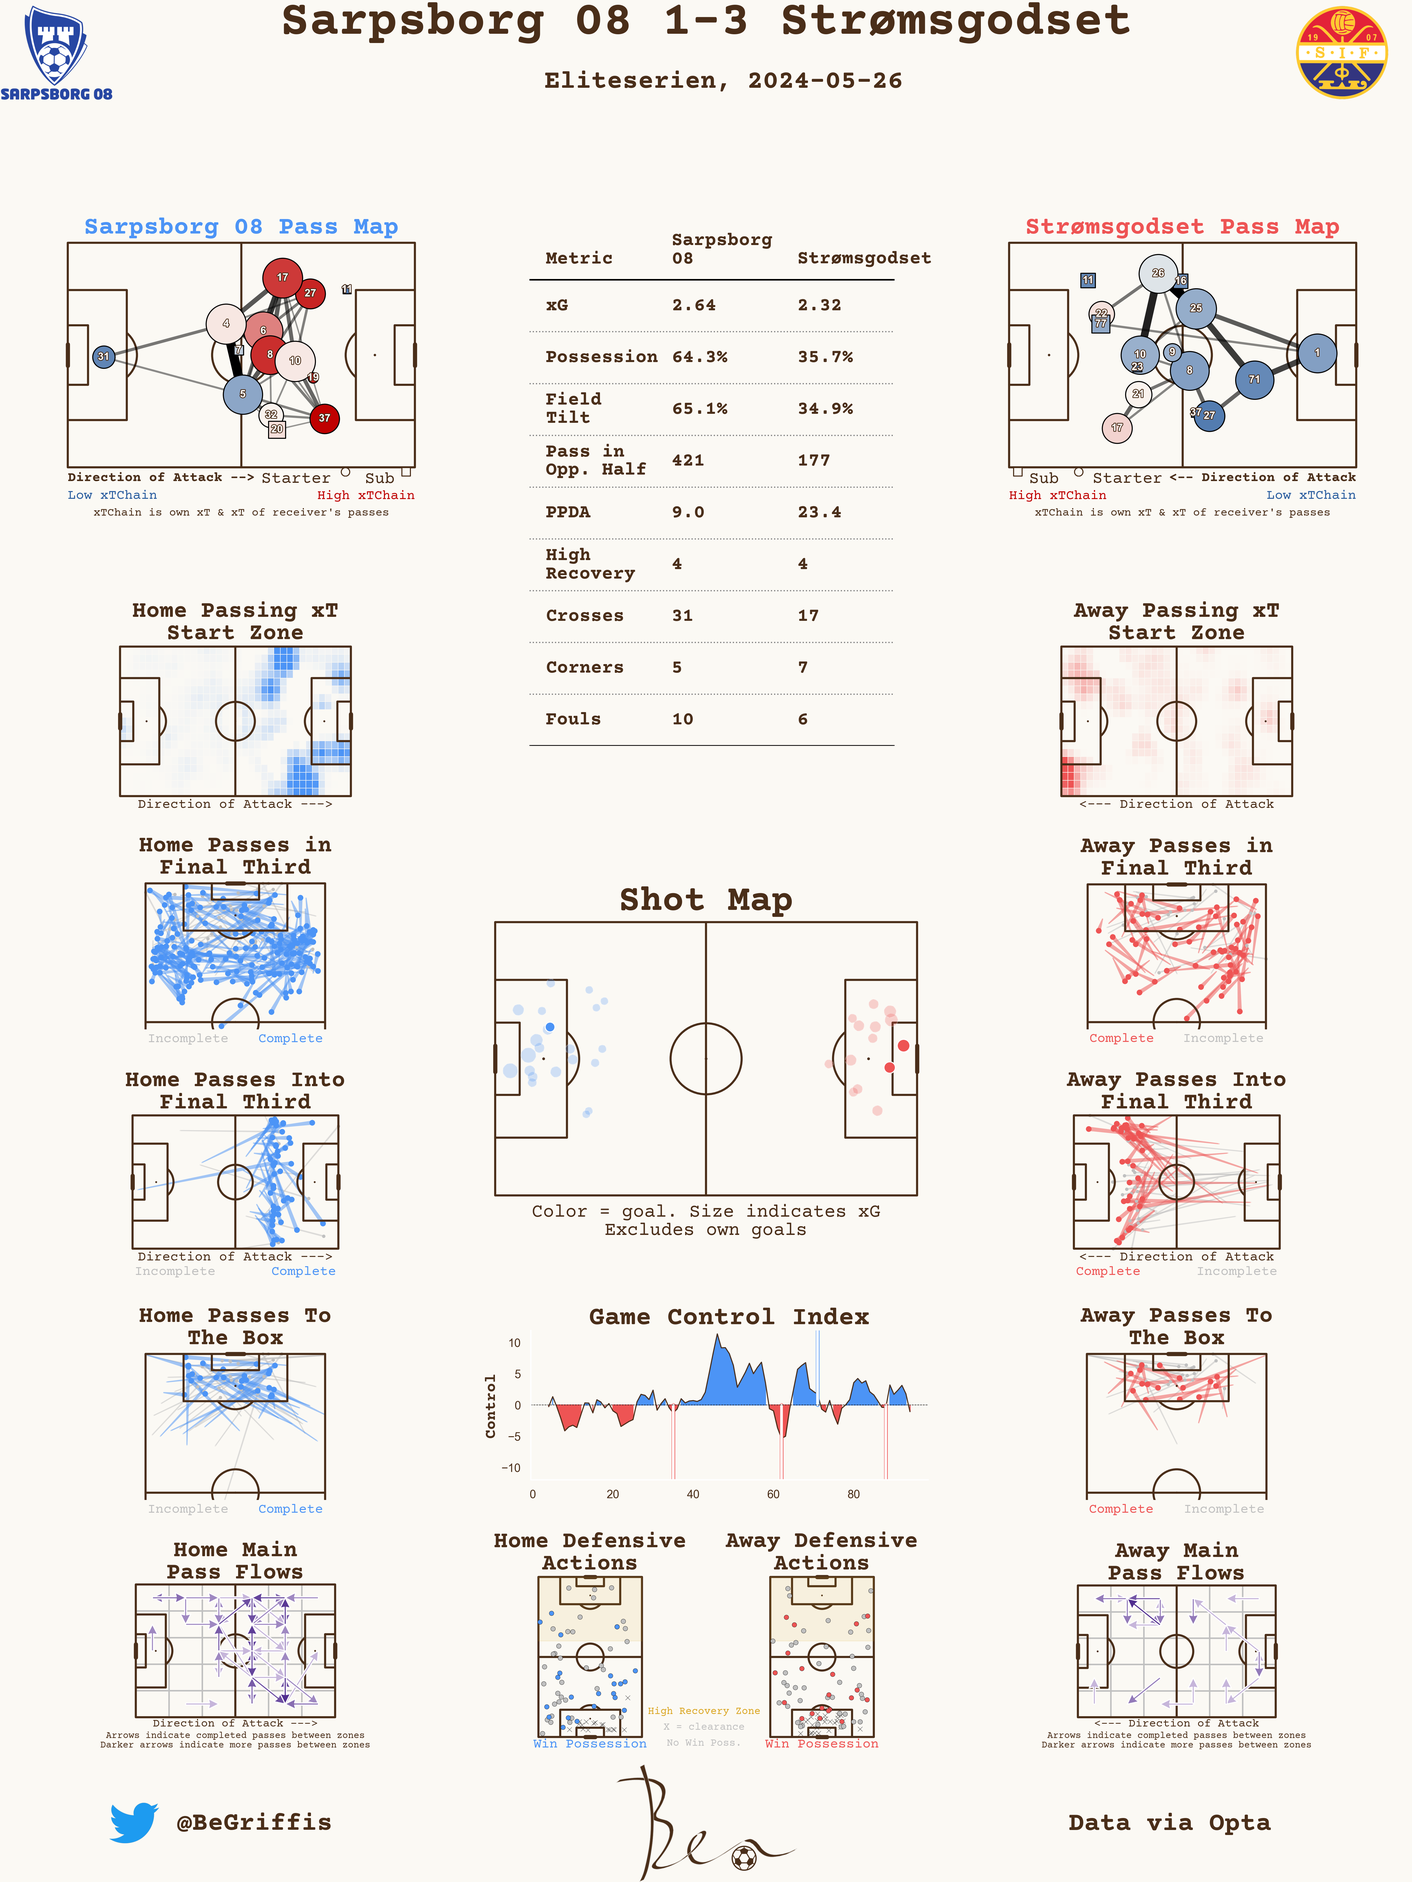 Sarpsborg 08 1-3 Strømsgodset
Eliteserien, 2024-05-26
SARPSBORG 08
19 07
· S · I · F ·
Sarpsborg 08 Pass Map
17
27
11
4
6
7
8
10
31
19
5
32
20
37
Direction of Attack --> Starter Sub
Low xTChain High xTChain
xTChain is own xT & xT of receiver's passes
Metric Sarpsborg 08 Strømsgodset
xG 2.64 2.32
Possession 64.3% 35.7%
Field Tilt 65.1% 34.9%
Pass in Opp. Half 421 177
PPDA 9.0 23.4
High Recovery 4 4
Crosses 31 17
Corners 5 7
Fouls 10 6
Strømsgodset Pass Map
26
11
16
22
77
25
10
9
1
23
8
71
21
37
27
17
Sub Starter <-- Direction of Attack
High xTChain Low xTChain
xTChain is own xT & xT of receiver's passes
Home Passing xT
Start Zone
Direction of Attack --->
Away Passing xT
Start Zone
<--- Direction of Attack
Home Passes in
Final Third
Incomplete Complete
Away Passes in
Final Third
Complete Incomplete
Shot Map
Color = goal. Size indicates xG
Excludes own goals
Home Passes Into
Final Third
Direction of Attack --->
Incomplete Complete
Away Passes Into
Final Third
<--- Direction of Attack
Complete Incomplete
Home Passes To
The Box
Incomplete Complete
Game Control Index
Control
10
5
0
−5
−10
0 20 40 60 80
Away Passes To
The Box
Complete Incomplete
Home Main
Pass Flows
Direction of Attack --->
Arrows indicate completed passes between zones
Darker arrows indicate more passes between zones
Home Defensive
Actions
Win Possession
High Recovery Zone
X = clearance
No Win Poss.
Away Defensive
Actions
Win Possession
Away Main
Pass Flows
<--- Direction of Attack
Arrows indicate completed passes between zones
Darker arrows indicate more passes between zones
@BeGriffis
Ben
Data via Opta